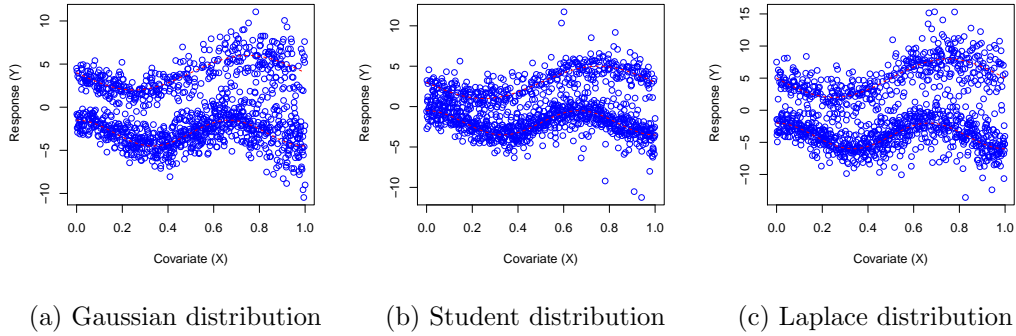 10
5
0
-5
-10
Response (Y)
0.0 0.2 0.4 0.6 0.8 1.0
Covariate (X)
10
5
0
-5
-10
Response (Y)
0.0 0.2 0.4 0.6 0.8 1.0
Covariate (X)
15
10
5
0
-5
-10
Response (Y)
0.0 0.2 0.4 0.6 0.8 1.0
Covariate (X)
(a) Gaussian distribution
(b) Student distribution
(c) Laplace distribution